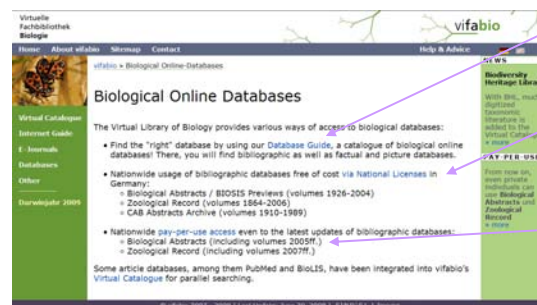 Virtuelle
Fachbibliothek
Biologie
vifabio
Home About vifabio Sitemap Contact
Help & Advice
vifabio » Biological Online-Databases
Biological Online Databases
The Virtual Library of Biology provides various ways of access to biological databases:
• Find the "right" database by using our Database Guide, a catalogue of biological online
databases! There, you will find bibliographic as well as factual and picture databases.
• Nationwide usage of bibliographic databases free of cost via National Licenses in
Germany:
Biological Abstracts / BIOSIS Previews (volumes 1926-2004)
Zoological Record (volumes 1864-2006)
CAB Abstracts Archive (volumes 1910-1989)
• Nationwide pay-per-use access even to the latest updates of bibliographic databases:
Biological Abstracts (including volumes 2005ff.)
Zoological Record (including volumes 2007ff.)
Some article databases, among them PubMed and BioLIS, have been integrated into vifabio's
Virtual Catalogue for parallel searching.
Virtual Catalogue
Internet Guide
E-Journals
Databases
Other
Darwinjahr 2009
NEWS
Biodiversity
Heritage Libra
With BHL, muc
digitized
taxonomic
literature is
added to the
Virtual Catalo
» more
PAY-PER-US
From now on,
even private
individuals can
use Biological
Abstracts und
Zoological
Record
» more